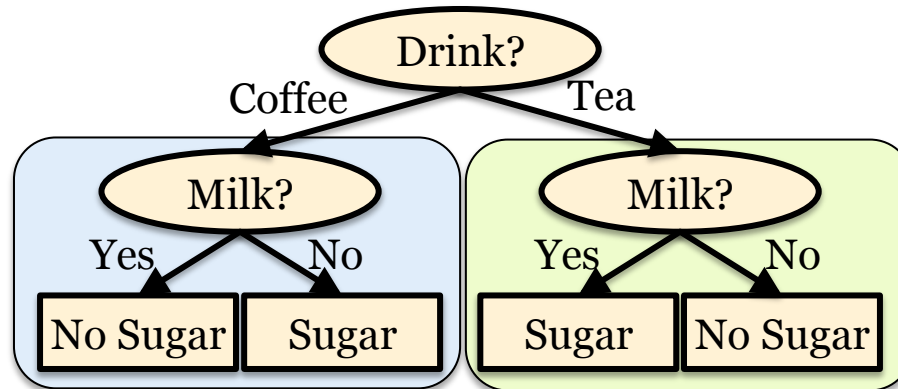 Drink?
Coffee
Tea
Milk?
Milk?
Yes
No
Yes
No
No Sugar
Sugar
Sugar
No Sugar